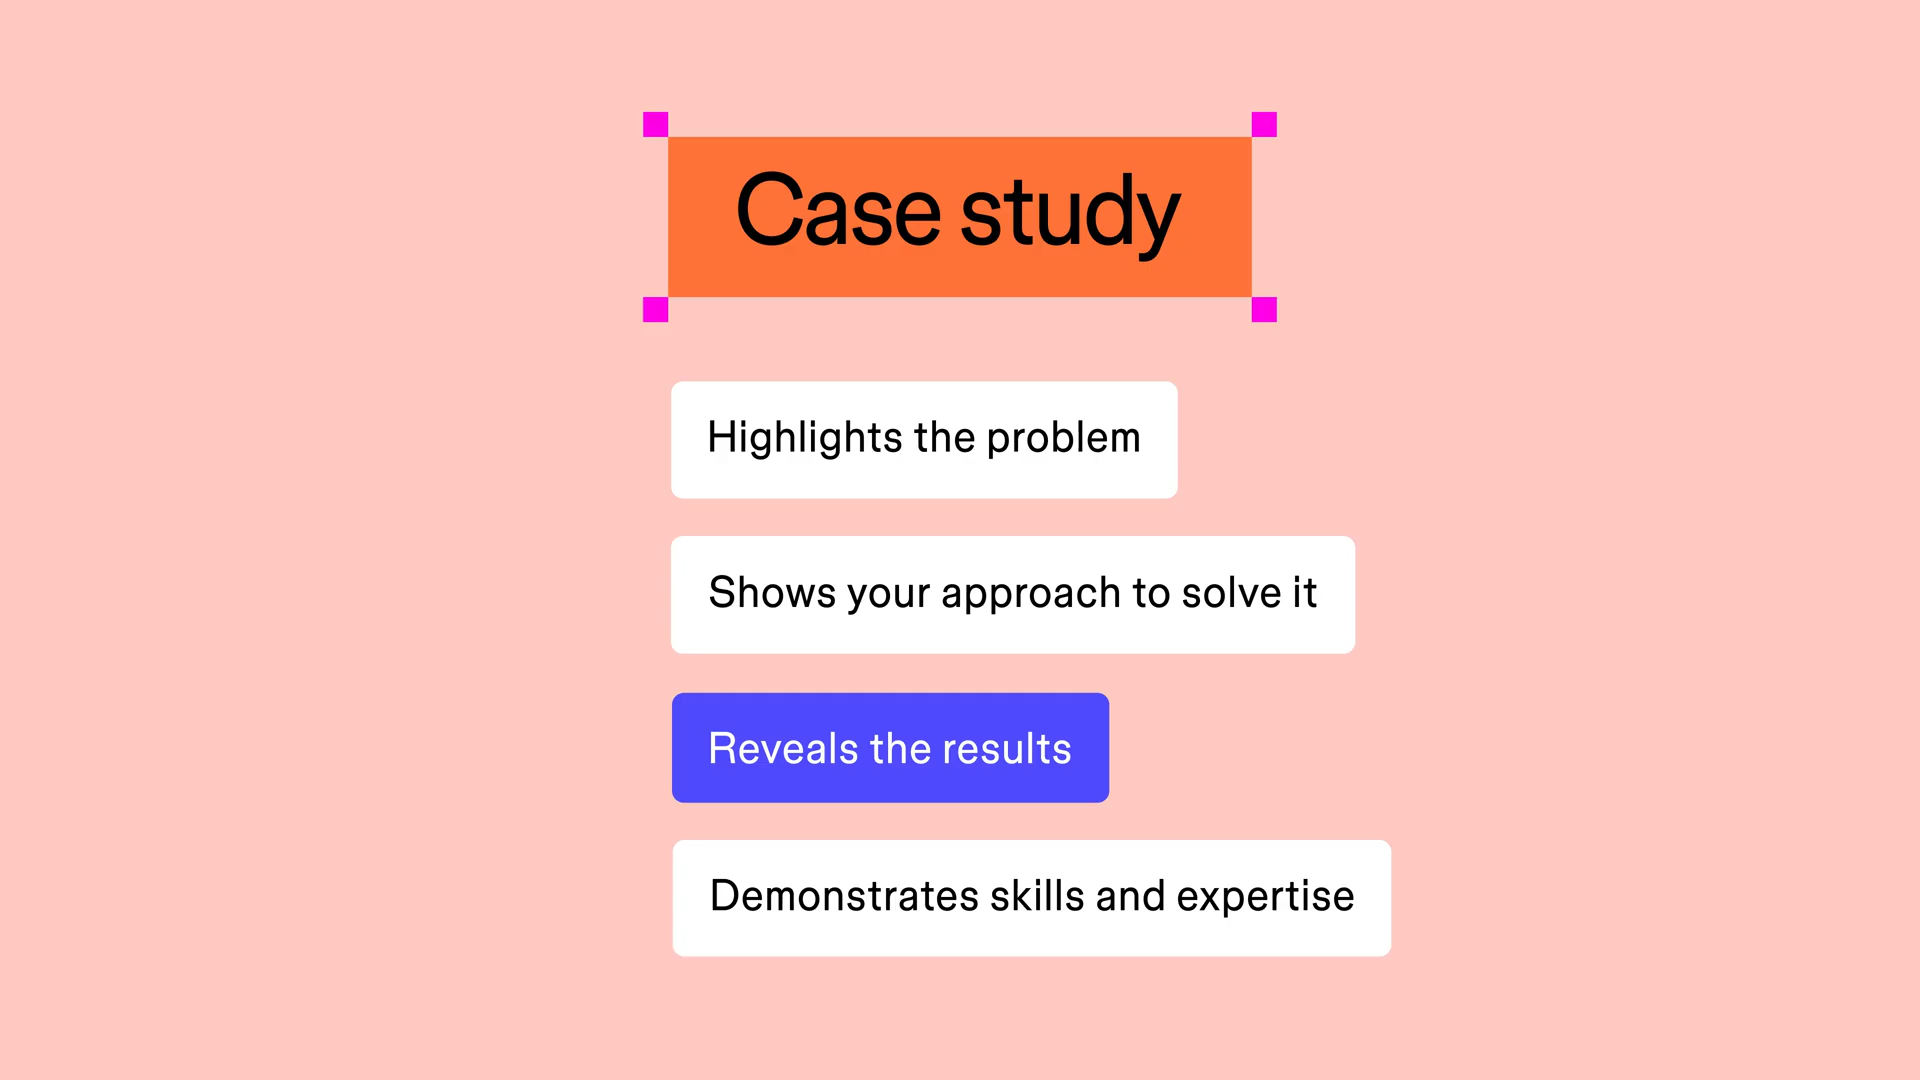 Case study
Highlights the problem
Shows your approach to solve it
Reveals the results
Demonstrates skills and expertise